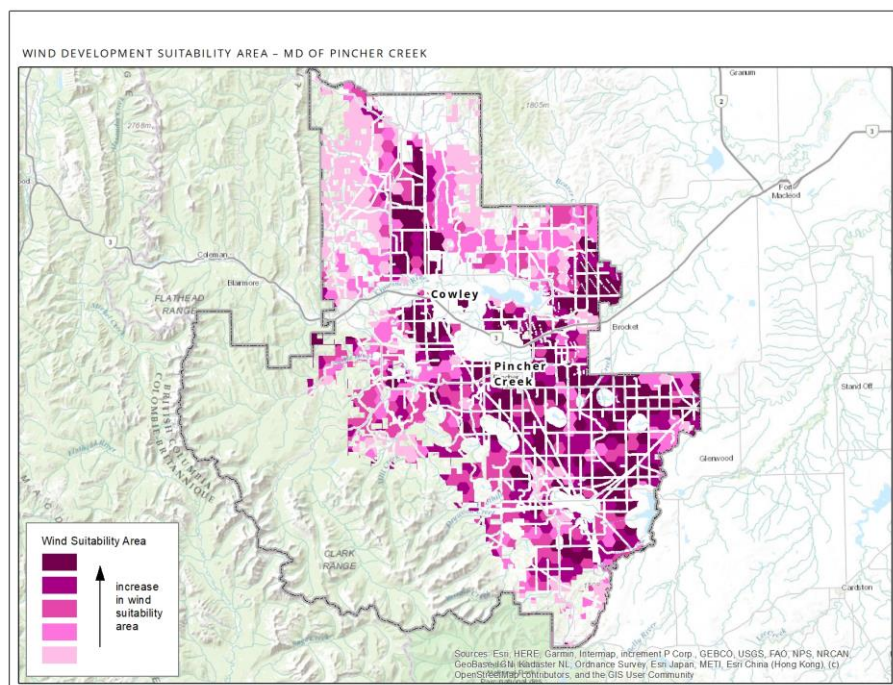 WIND DEVELOPMENT SUITABILITY AREA – MD OF PINCHER CREEK
Granum
2
1805m
2768m
3
Fort
Macleod
3
Coleman
Blairmore
FLATHEAD
RANGE
Cowley
3
Brockett
Pincher
Creek
Stand Off
BRITISH COLUMBIA
COLOMBIE-BRITANNIQUE
Glenwood
CLARK
RANGE
Cardston
Wind Suitability Area
increase
in wind
suitability
area
Sources: Esri, HERE, Garmin, Intermap, increment P Corp., GEBCO, USGS, FAO, NPS, NRCAN,
GeoBase, IGN, Kadaster NL, Ordnance Survey, Esri Japan, METI, Esri China (Hong Kong), (c)
OpenStreetMap contributors, and the GIS User Community